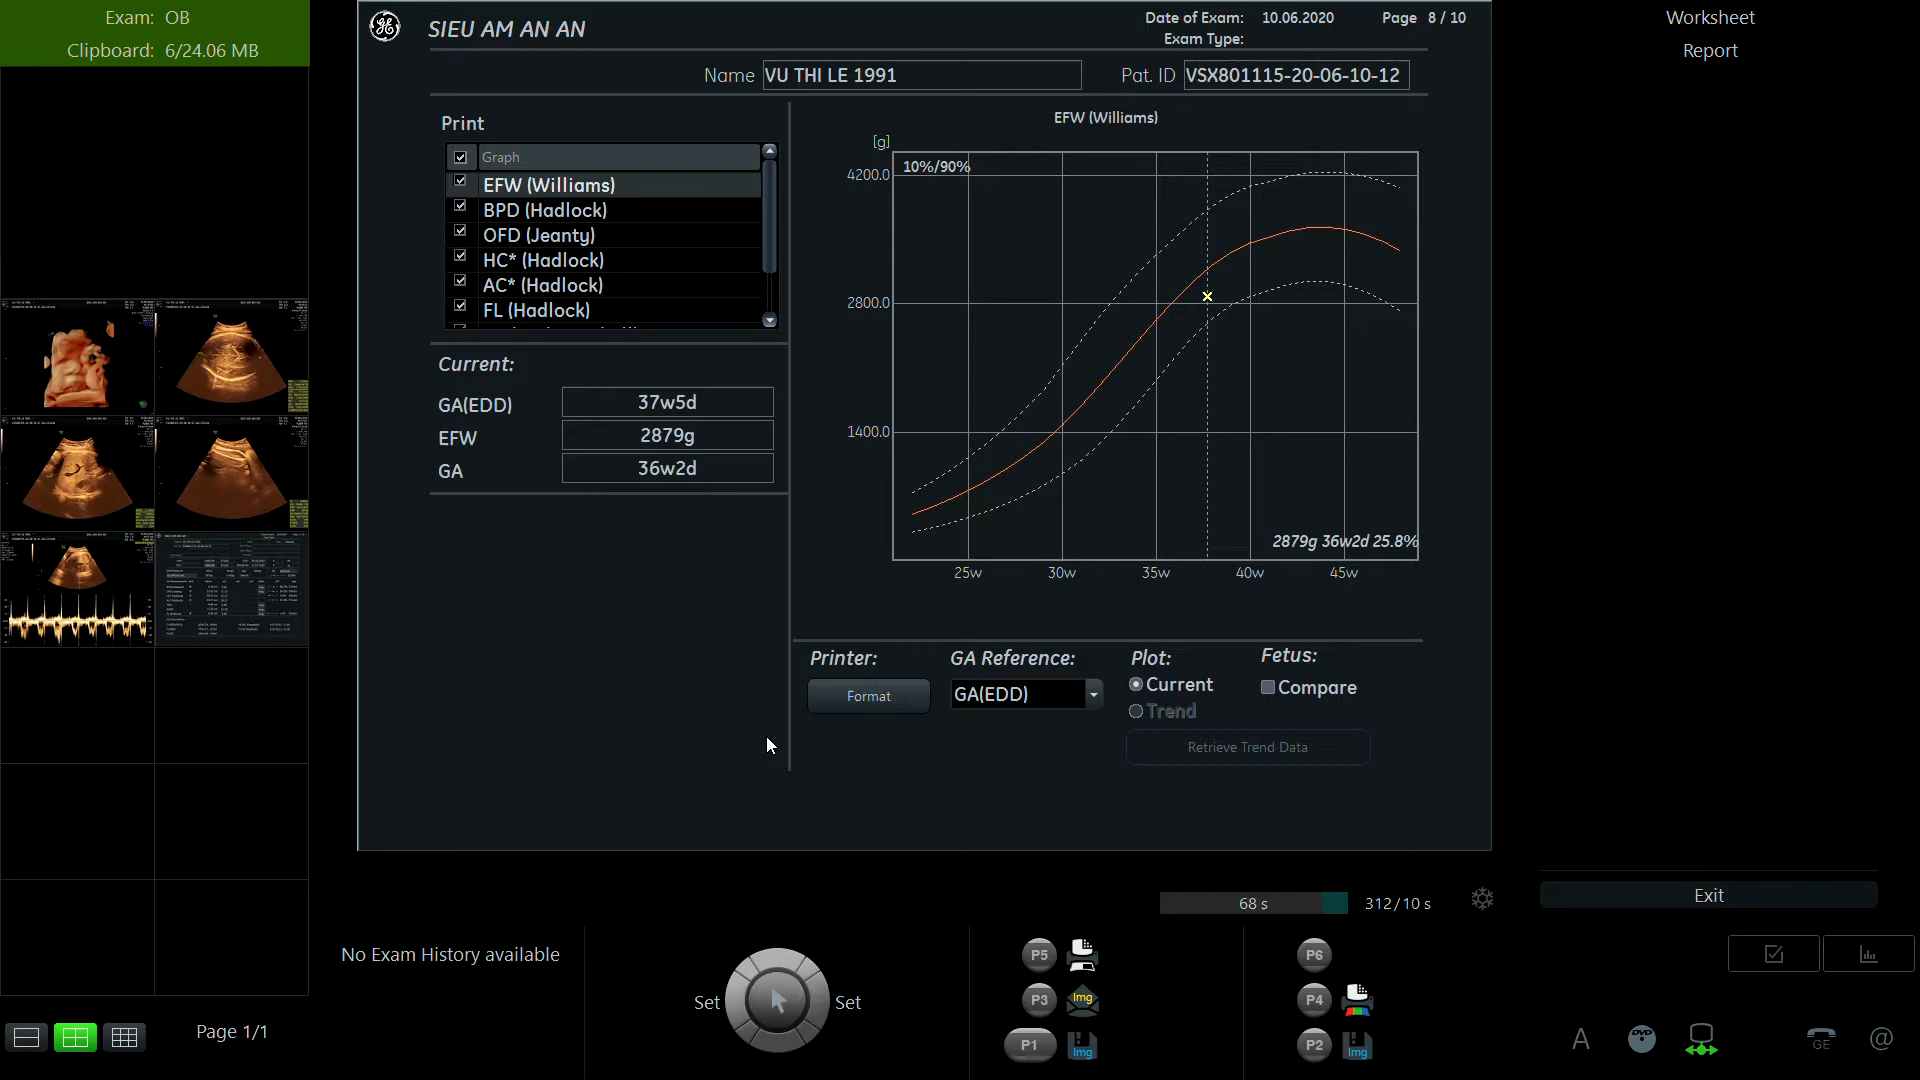 Exam: OB
Clipboard: 6/24.06 MB
SIEU AM AN AN
Date of Exam: 10.06.2020
Page 8 / 10
Exam Type:
Worksheet
Report
Name VU THI LE 1991
Pat. ID VSX801115-20-06-10-12
Print
Graph
EFW (Williams)
BPD (Hadlock)
OFD (Jeanty)
HC* (Hadlock)
AC* (Hadlock)
FL (Hadlock)
Current:
GA(EDD) 37w5d
EFW 2879g
GA 36w2d
EFW (Williams)
[g]
10%/90%
4200.0
2800.0
1400.0
2879g 36w2d 25.8%
25w 30w 35w 40w 45w
Printer:
Format
GA Reference:
GA(EDD)
Plot:
Current
Trend
Retrieve Trend Data
Fetus:
Compare
68 s
312/10 s
Exit
No Exam History available
Set
Set
P5
P3 Img
P1 Img
P6
P4
P2 Img
Page 1/1
A
DVD
GE
@